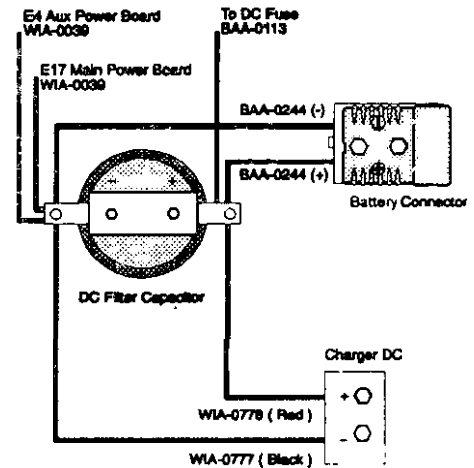 E4 Aux Power Board
WIA-0039
To DC Fuse
BAA-0113
E17 Main Power Board
WIA-0039
BAA-0244 (-)
BAA-0244 (+)
Battery Connector
+ +
DC Filter Capacitor
Charger DC
+
WIA-0778 ( Red )
-
WIA-0777 ( Black )